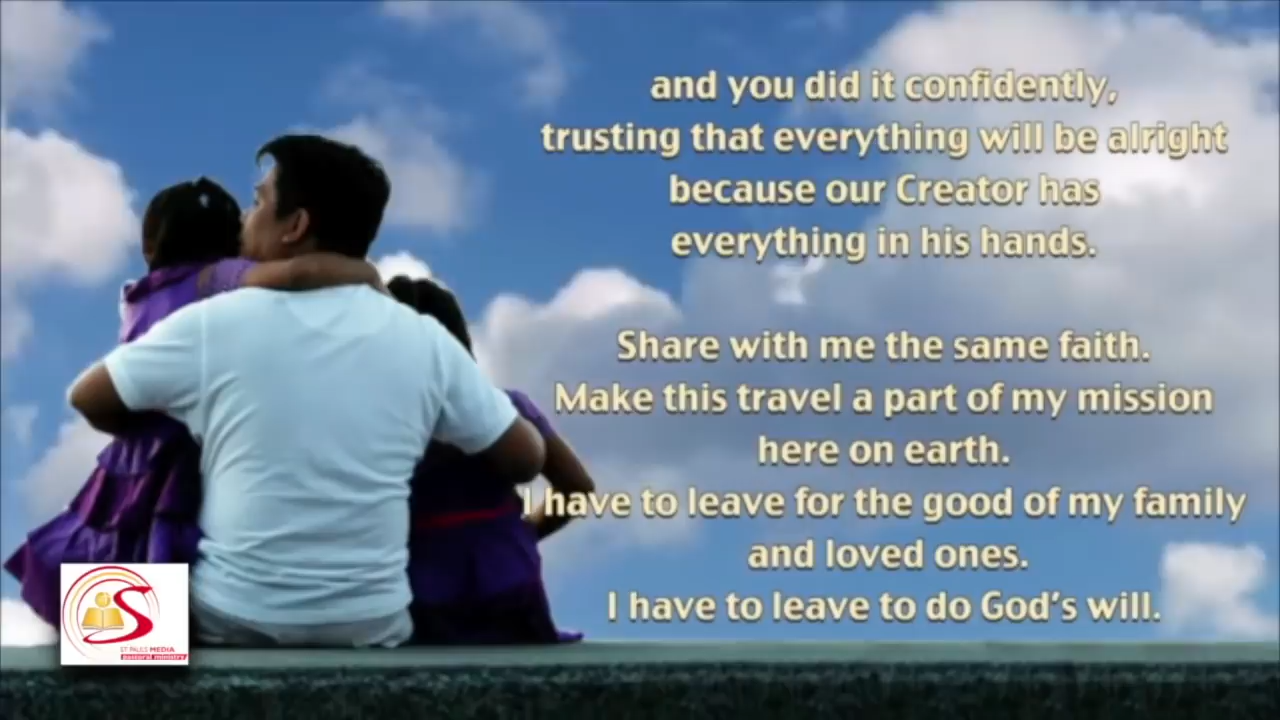 and you did it confidently,
trusting that everything will be alright
because our Creator has
everything in his hands.
Share with me the same faith.
Make this travel a part of my mission
here on earth.
I have to leave for the good of my family
and loved ones.
I have to leave to do God's will.
S
ST PAULS MEDIA
pastoral ministry